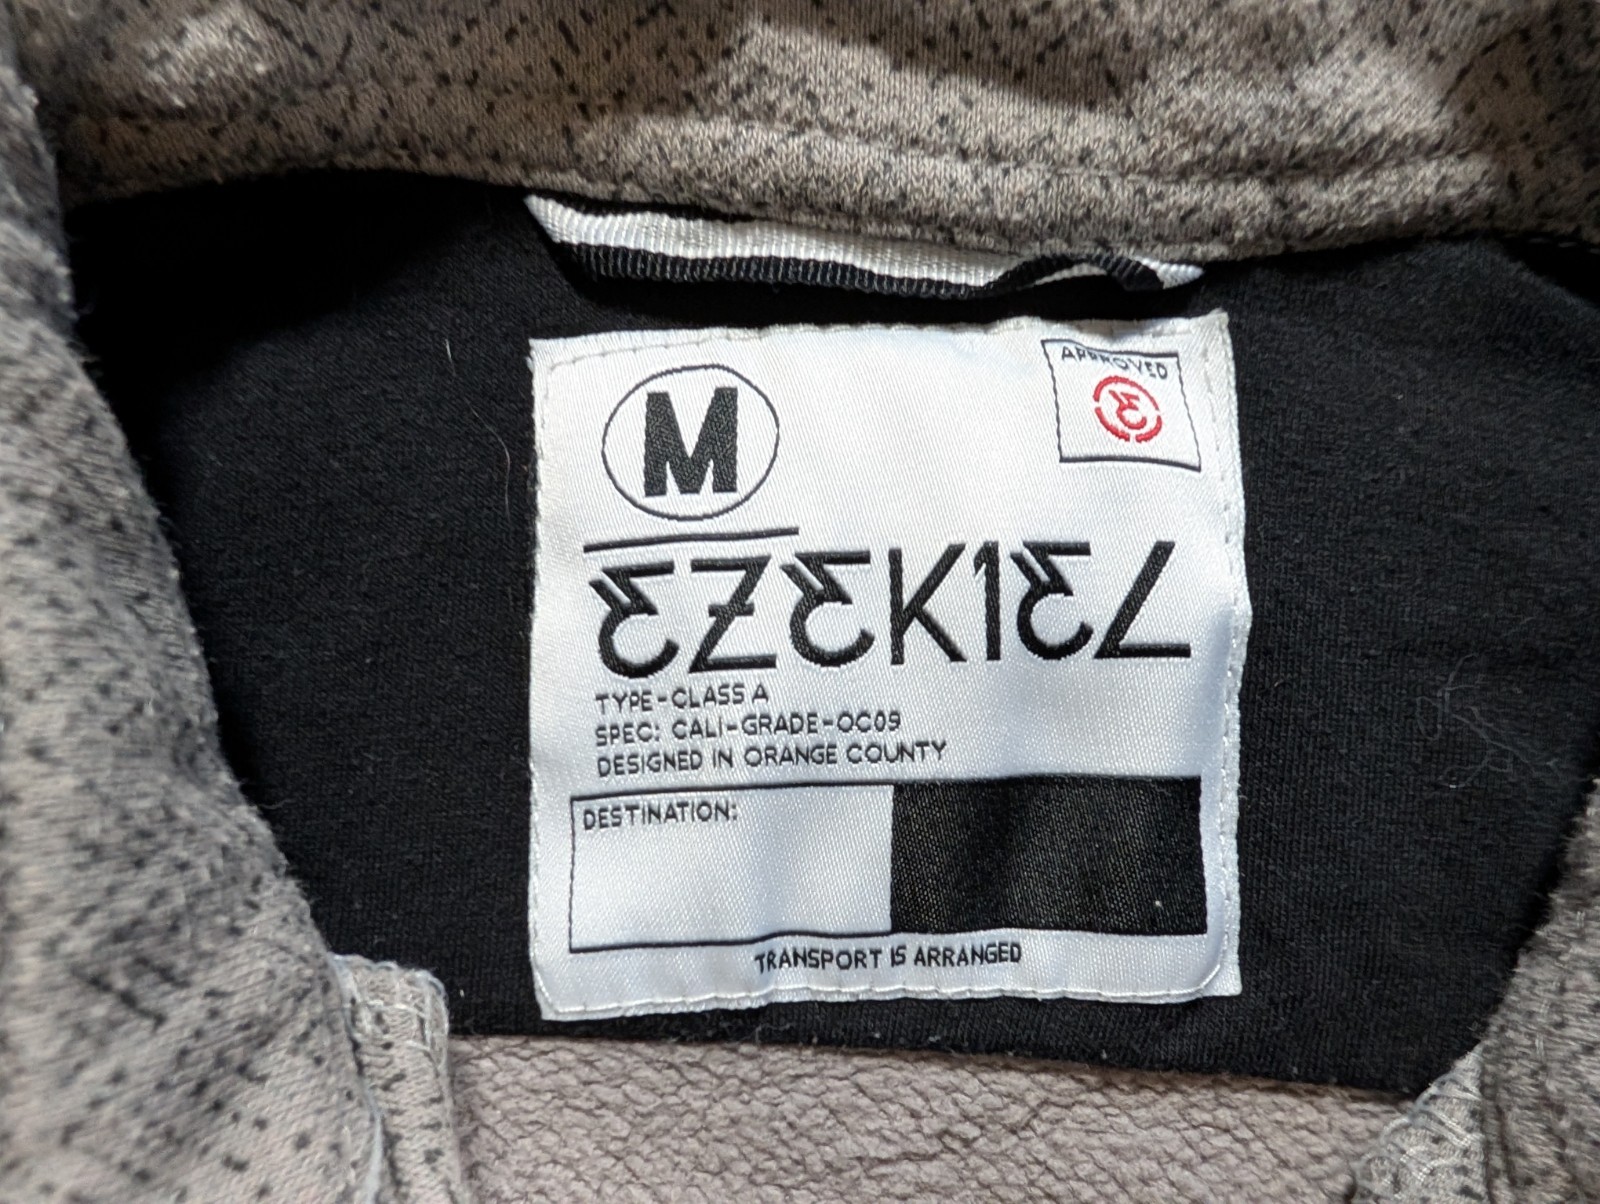 M
APPROVED
EZEKIEL
TYPE-CLASS A
SPEC: CALI-GRADE-OC09
DESIGNED IN ORANGE COUNTY
DESTINATION:
TRANSPORT IS ARRANGED